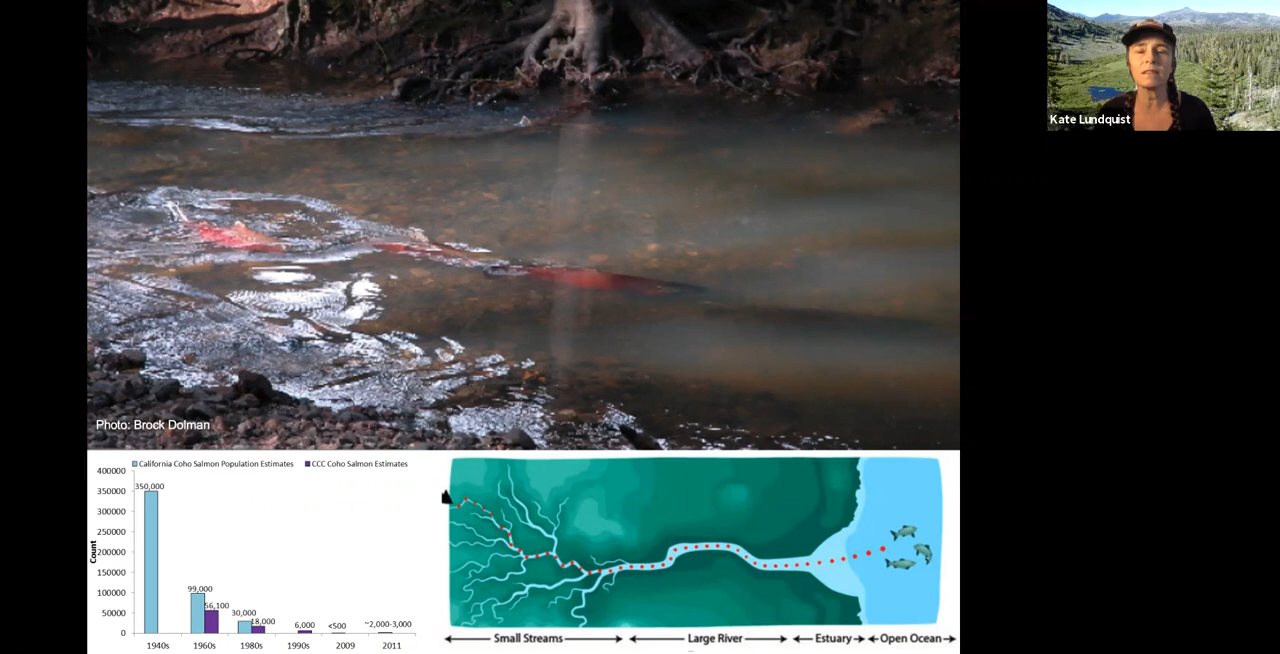 Kate Lundquist
Photo: Brock Dolman
California Coho Salmon Population Estimates
CCC Coho Salmon Estimates
400000
350000
300000
250000
200000
150000
100000
50000
0
Count
350,000
99,000
56,100
30,000
18,000
6,000
<500
~2,000-3,000
1940s
1960s
1980s
1990s
2009
2011
Small Streams
Large River
Estuary
Open Ocean